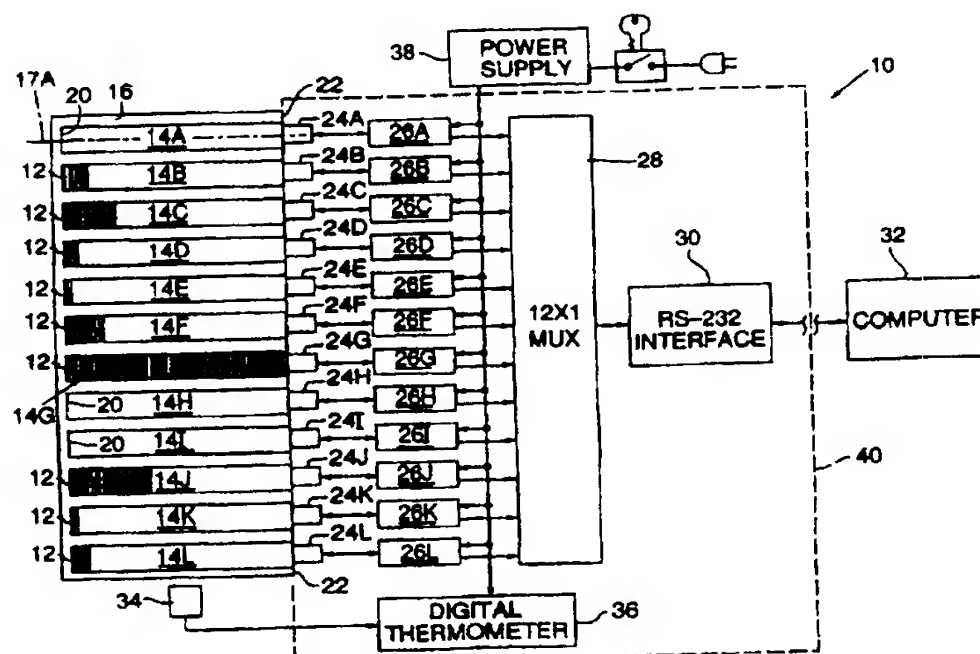 38
POWER
SUPPLY
10
17A
20
16
22
14A
24A
26A
28
12
14B
24B
26B
12
14C
24C
26C
12
14D
24D
26D
12
14E
24E
26E
12
14F
24F
26F
12
14G
24G
26G
20
14H
24H
26H
20
14I
24I
26I
12
14J
24J
26J
12
14K
24K
26K
12
14L
24L
26L
22
12X1
MUX
30
RS-232
INTERFACE
32
COMPUTER
40
34
DIGITAL
THERMOMETER
36